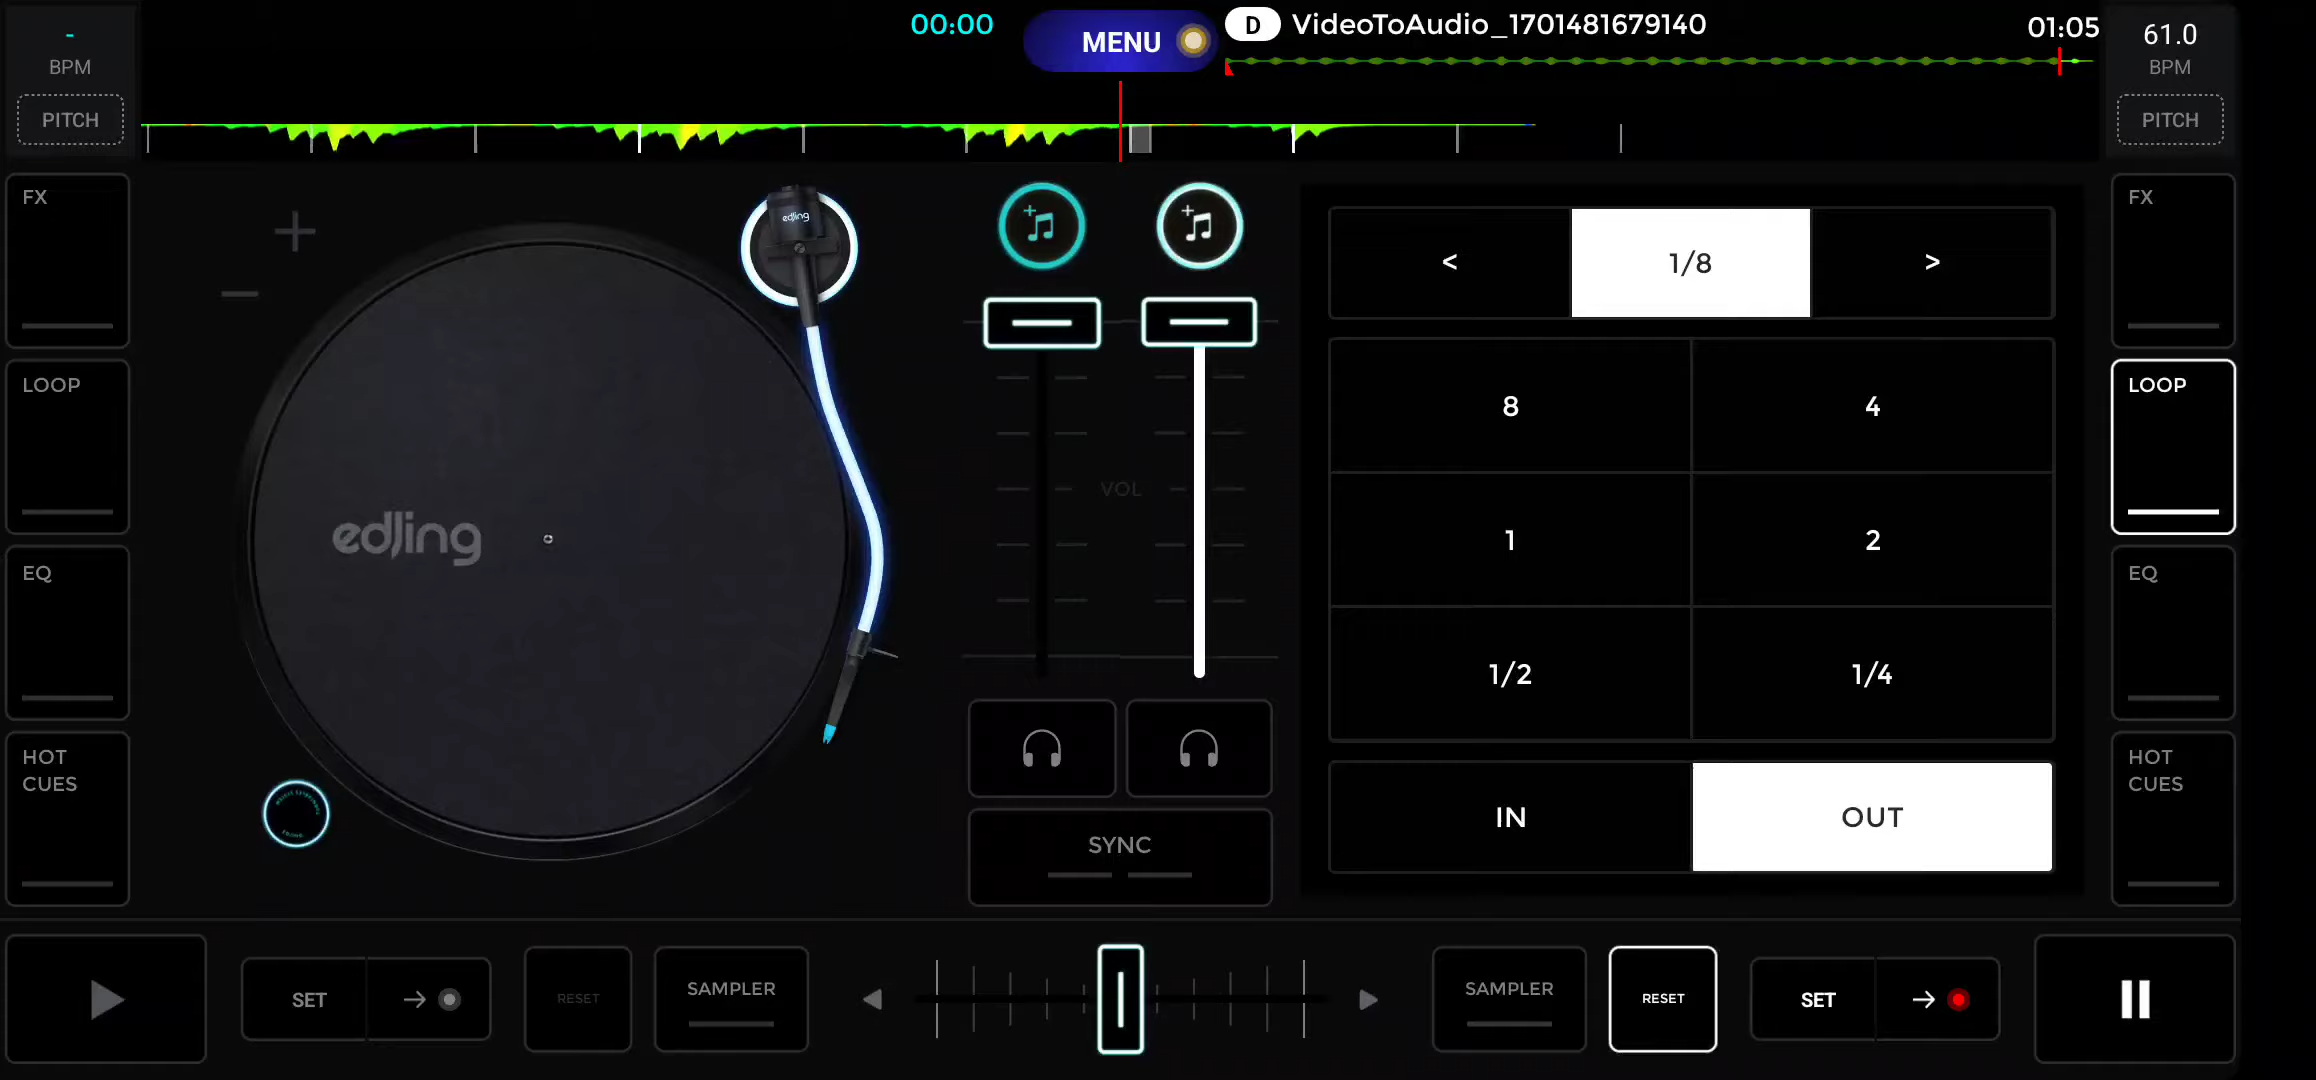 -
BPM
PITCH
00:00
MENU
D VideoToAudio_1701481679140
01:05
61.0
BPM
PITCH
FX
LOOP
EQ
HOT
CUES
edjing
edjing
VOL
SYNC
< 1/8 >
8 4
1 2
1/2 1/4
IN OUT
FX
LOOP
EQ
HOT
CUES
SET
RESET
SAMPLER
SAMPLER
RESET
SET